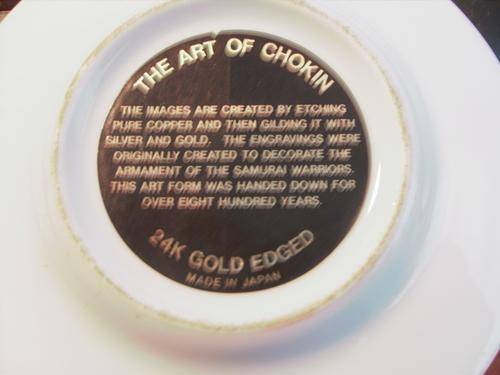 THE ART OF CHOKIN
THE IMAGES ARE CREATED BY ETCHING
PURE COPPER AND THEN GILDING IT WITH
SILVER AND GOLD. THE ENGRAVINGS WERE
ORIGINALLY CREATED TO DECORATE THE
ARMAMENT OF THE SAMURAI WARRIORS.
THIS ART FORM WAS HANDED DOWN FOR
OVER EIGHT HUNDRED YEARS.
24K GOLD EDGED
MADE IN JAPAN